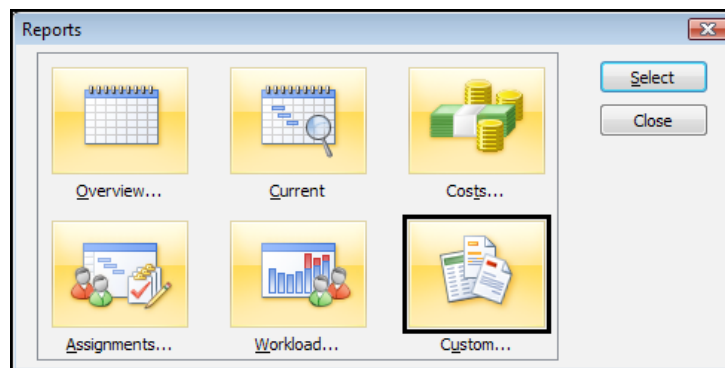 Reports
Select
Close
Overview...
Current
Costs...
Assignments...
Workload...
Custom...